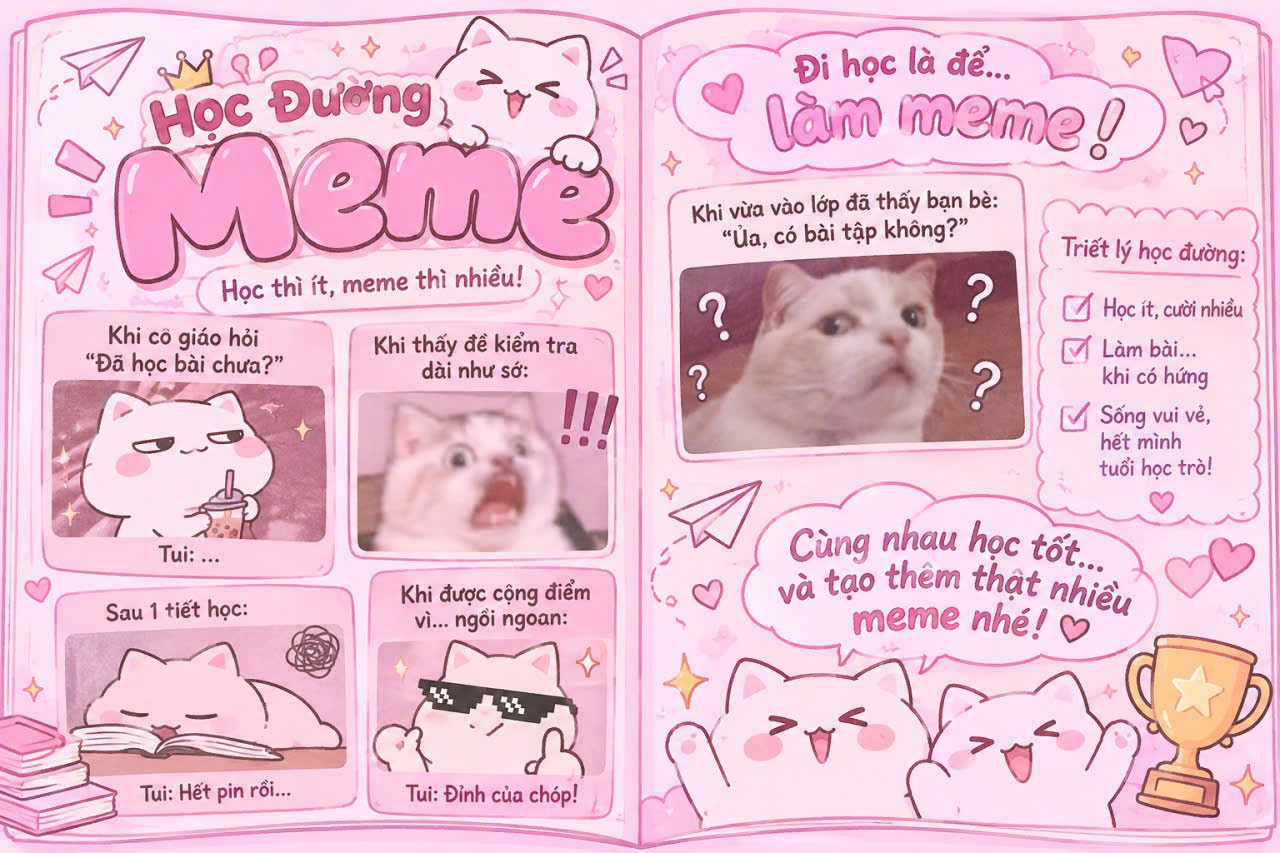 Học Đường
Meme
Học thì ít, meme thì nhiều!
Khi cô giáo hỏi
“Đã học bài chưa?”
Tui: ...
Khi thấy đề kiểm tra
dài như sớ:
!!!
Sau 1 tiết học:
Tui: Hết pin rồi...
Khi được cộng điểm
vì... ngồi ngoan:
Tui: Đỉnh của chóp!
Đi học là để...
làm meme!
Khi vừa vào lớp đã thấy bạn bè:
“Ủa, có bài tập không?”
? ?
? ?
Triết lý học đường:
Học ít, cười nhiều
Làm bài...
khi có hứng
Sống vui vẻ,
hết mình
tuổi học trò!
Cùng nhau học tốt...
và tạo thêm thật nhiều
meme nhé!